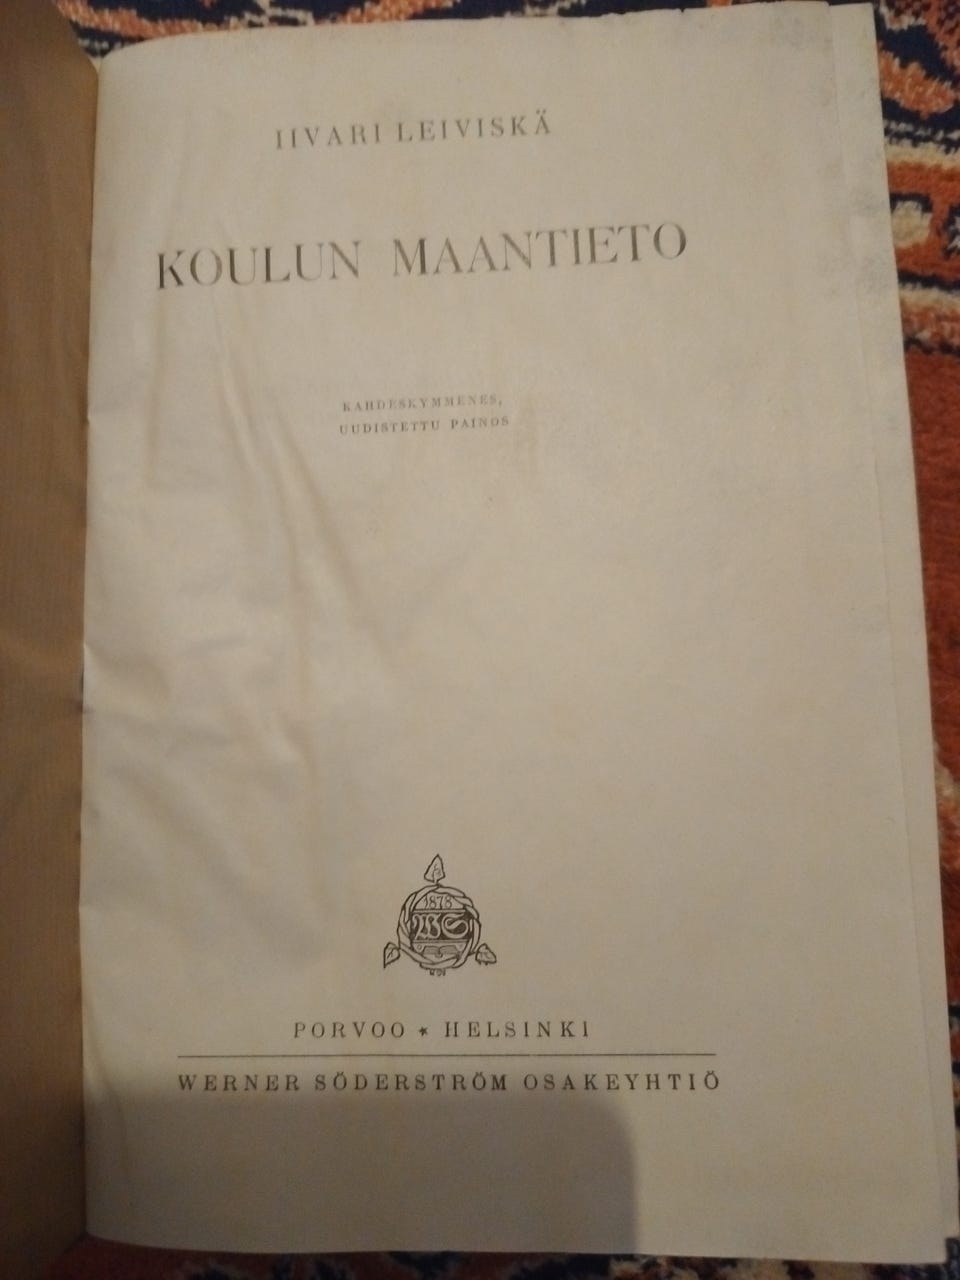 IIVARI LEIVISKÄ
KOULUN MAANTIETO
KAHDESKYMMENES,
UUDISTETTU PAINOS
1878
WS
PORVOO ★ HELSINKI
WERNER SÖDERSTRÖM OSAKEYHTIÖ